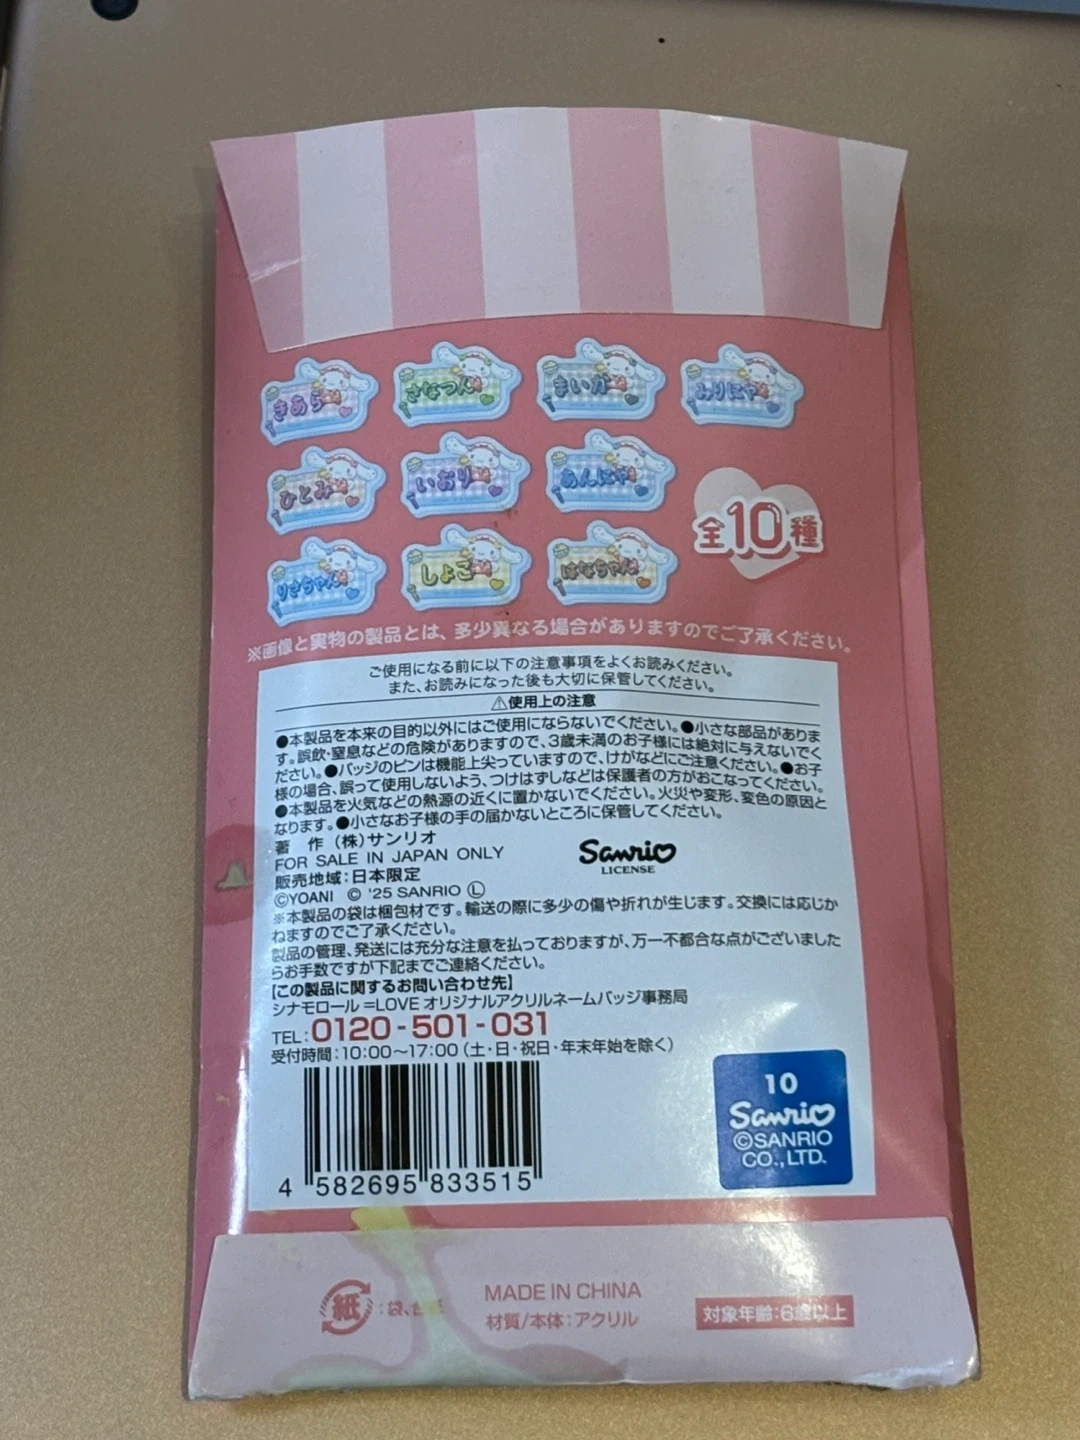 きあら
さなつん
まいか
みりにゃ
ひとみ
いおり
あんにゃ
全10種
りさちゃん
しょこ
はなちゃん
※画像と実物の製品とは、多少異なる場合がありますのでご了承ください。
ご使用になる前に以下の注意事項をよくお読みください。
また、お読みになった後も大切に保管してください。
⚠使用上の注意
●本製品を本来の目的以外にはご使用にならないでください。●小さな部品がありま
す。誤飲・窒息などの危険がありますので、3歳未満のお子様には絶対に与えないでく
ださい。●バッジのピンは機能上尖っていますので、けがなどにご注意ください。●お子
様の場合、誤って使用しないよう、つけはずしなどは保護者の方がおこなってください。
●本製品を火気などの熱源の近くに置かないでください。火災や変形、変色の原因と
なります。●小さなお子様の手の届かないところに保管してください。
著 作 (株)サンリオ
FOR SALE IN JAPAN ONLY
販売地域:日本限定
©YOANI © '25 SANRIO Ⓛ
Sanrio
LICENSE
※本製品の袋は梱包材です。輸送の際に多少の傷や折れが生じます。交換には応じか
ねますのでご了承ください。
製品の管理、発送には充分な注意を払っておりますが、万一不都合な点がございました
らお手数ですが下記までご連絡ください。
【この製品に関するお問い合わせ先】
シナモロール=LOVE オリジナルアクリルネームバッジ事務局
TEL:0120-501-031
受付時間:10:00～17:00 (土・日・祝日・年末年始を除く)
4 582695 833515
10
Sanrio
©SANRIO
CO.,LTD.
紙:袋、台紙
MADE IN CHINA
材質/本体:アクリル
対象年齢:6歳以上